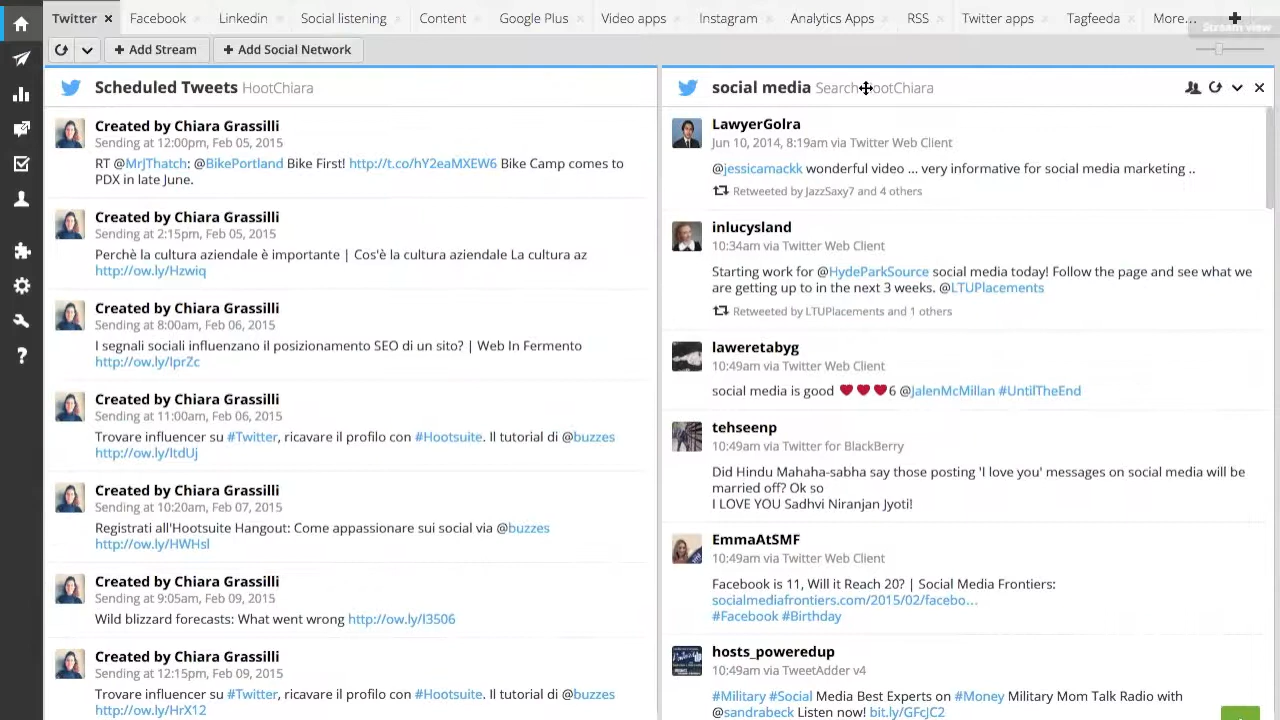 Twitter
Facebook
Linkedin
Social listening
Content
Google Plus
Video apps
Instagram
Analytics Apps
RSS
Twitter apps
Tagfeeda
More...
Stream view
Add Stream
Add Social Network
Scheduled Tweets HootChiara
Created by Chiara Grassilli
Sending at 12:00pm, Feb 05, 2015
RT @MrJThatch: @BikePortland Bike First! http://t.co/hY2eaMXEW6 Bike Camp comes to
PDX in late June.
Created by Chiara Grassilli
Sending at 2:15pm, Feb 05, 2015
Perchè la cultura aziendale è importante | Cos'è la cultura aziendale La cultura az
http://ow.ly/Hzwiq
Created by Chiara Grassilli
Sending at 8:00am, Feb 06, 2015
I segnali sociali influenzano il posizionamento SEO di un sito? | Web In Fermento
http://ow.ly/IprZc
Created by Chiara Grassilli
Sending at 11:00am, Feb 06, 2015
Trovare influencer su #Twitter, ricavare il profilo con #Hootsuite. Il tutorial di @buzzes
http://ow.ly/ItdUj
Created by Chiara Grassilli
Sending at 10:20am, Feb 07, 2015
Registrati all'Hootsuite Hangout: Come appassionare sui social via @buzzes
http://ow.ly/HWHsl
Created by Chiara Grassilli
Sending at 9:05am, Feb 09, 2015
Wild blizzard forecasts: What went wrong http://ow.ly/I3506
Created by Chiara Grassilli
Sending at 12:15pm, Feb 09, 2015
Trovare influencer su #Twitter, ricavare il profilo con #Hootsuite. Il tutorial di @buzzes
http://ow.ly/HrX12
social media Search
LawyerGolra
Jun 10, 2014, 8:19am via Twitter Web Client
@jessicamackk wonderful video ... very informative for social media marketing ..
Retweeted by JazzSaxy7 and 4 others
inlucysland
10:34am via Twitter Web Client
Starting work for @HydeParkSource social media today! Follow the page and see what we
are getting up to in the next 3 weeks. @LTUPlacements
Retweeted by LTUPlacements and 1 others
laweretabyg
10:49am via Twitter Web Client
social media is good ❤❤❤6 @JalenMcMillan #UntilTheEnd
tehseenp
10:49am via Twitter for BlackBerry
Did Hindu Mahaha-sabha say those posting 'I love you' messages on social media will be
married off? Ok so
I LOVE YOU Sadhvi Niranjan Jyoti!
EmmaAtSMF
10:49am via Twitter Web Client
Facebook is 11, Will it Reach 20? | Social Media Frontiers:
socialmediafrontiers.com/2015/02/facebo...
#Facebook #Birthday
hosts_poweredup
10:49am via TweetAdder v4
#Military #Social Media Best Experts on #Money Military Mom Talk Radio with
@sandrabeck Listen now! bit.ly/GFcJC2